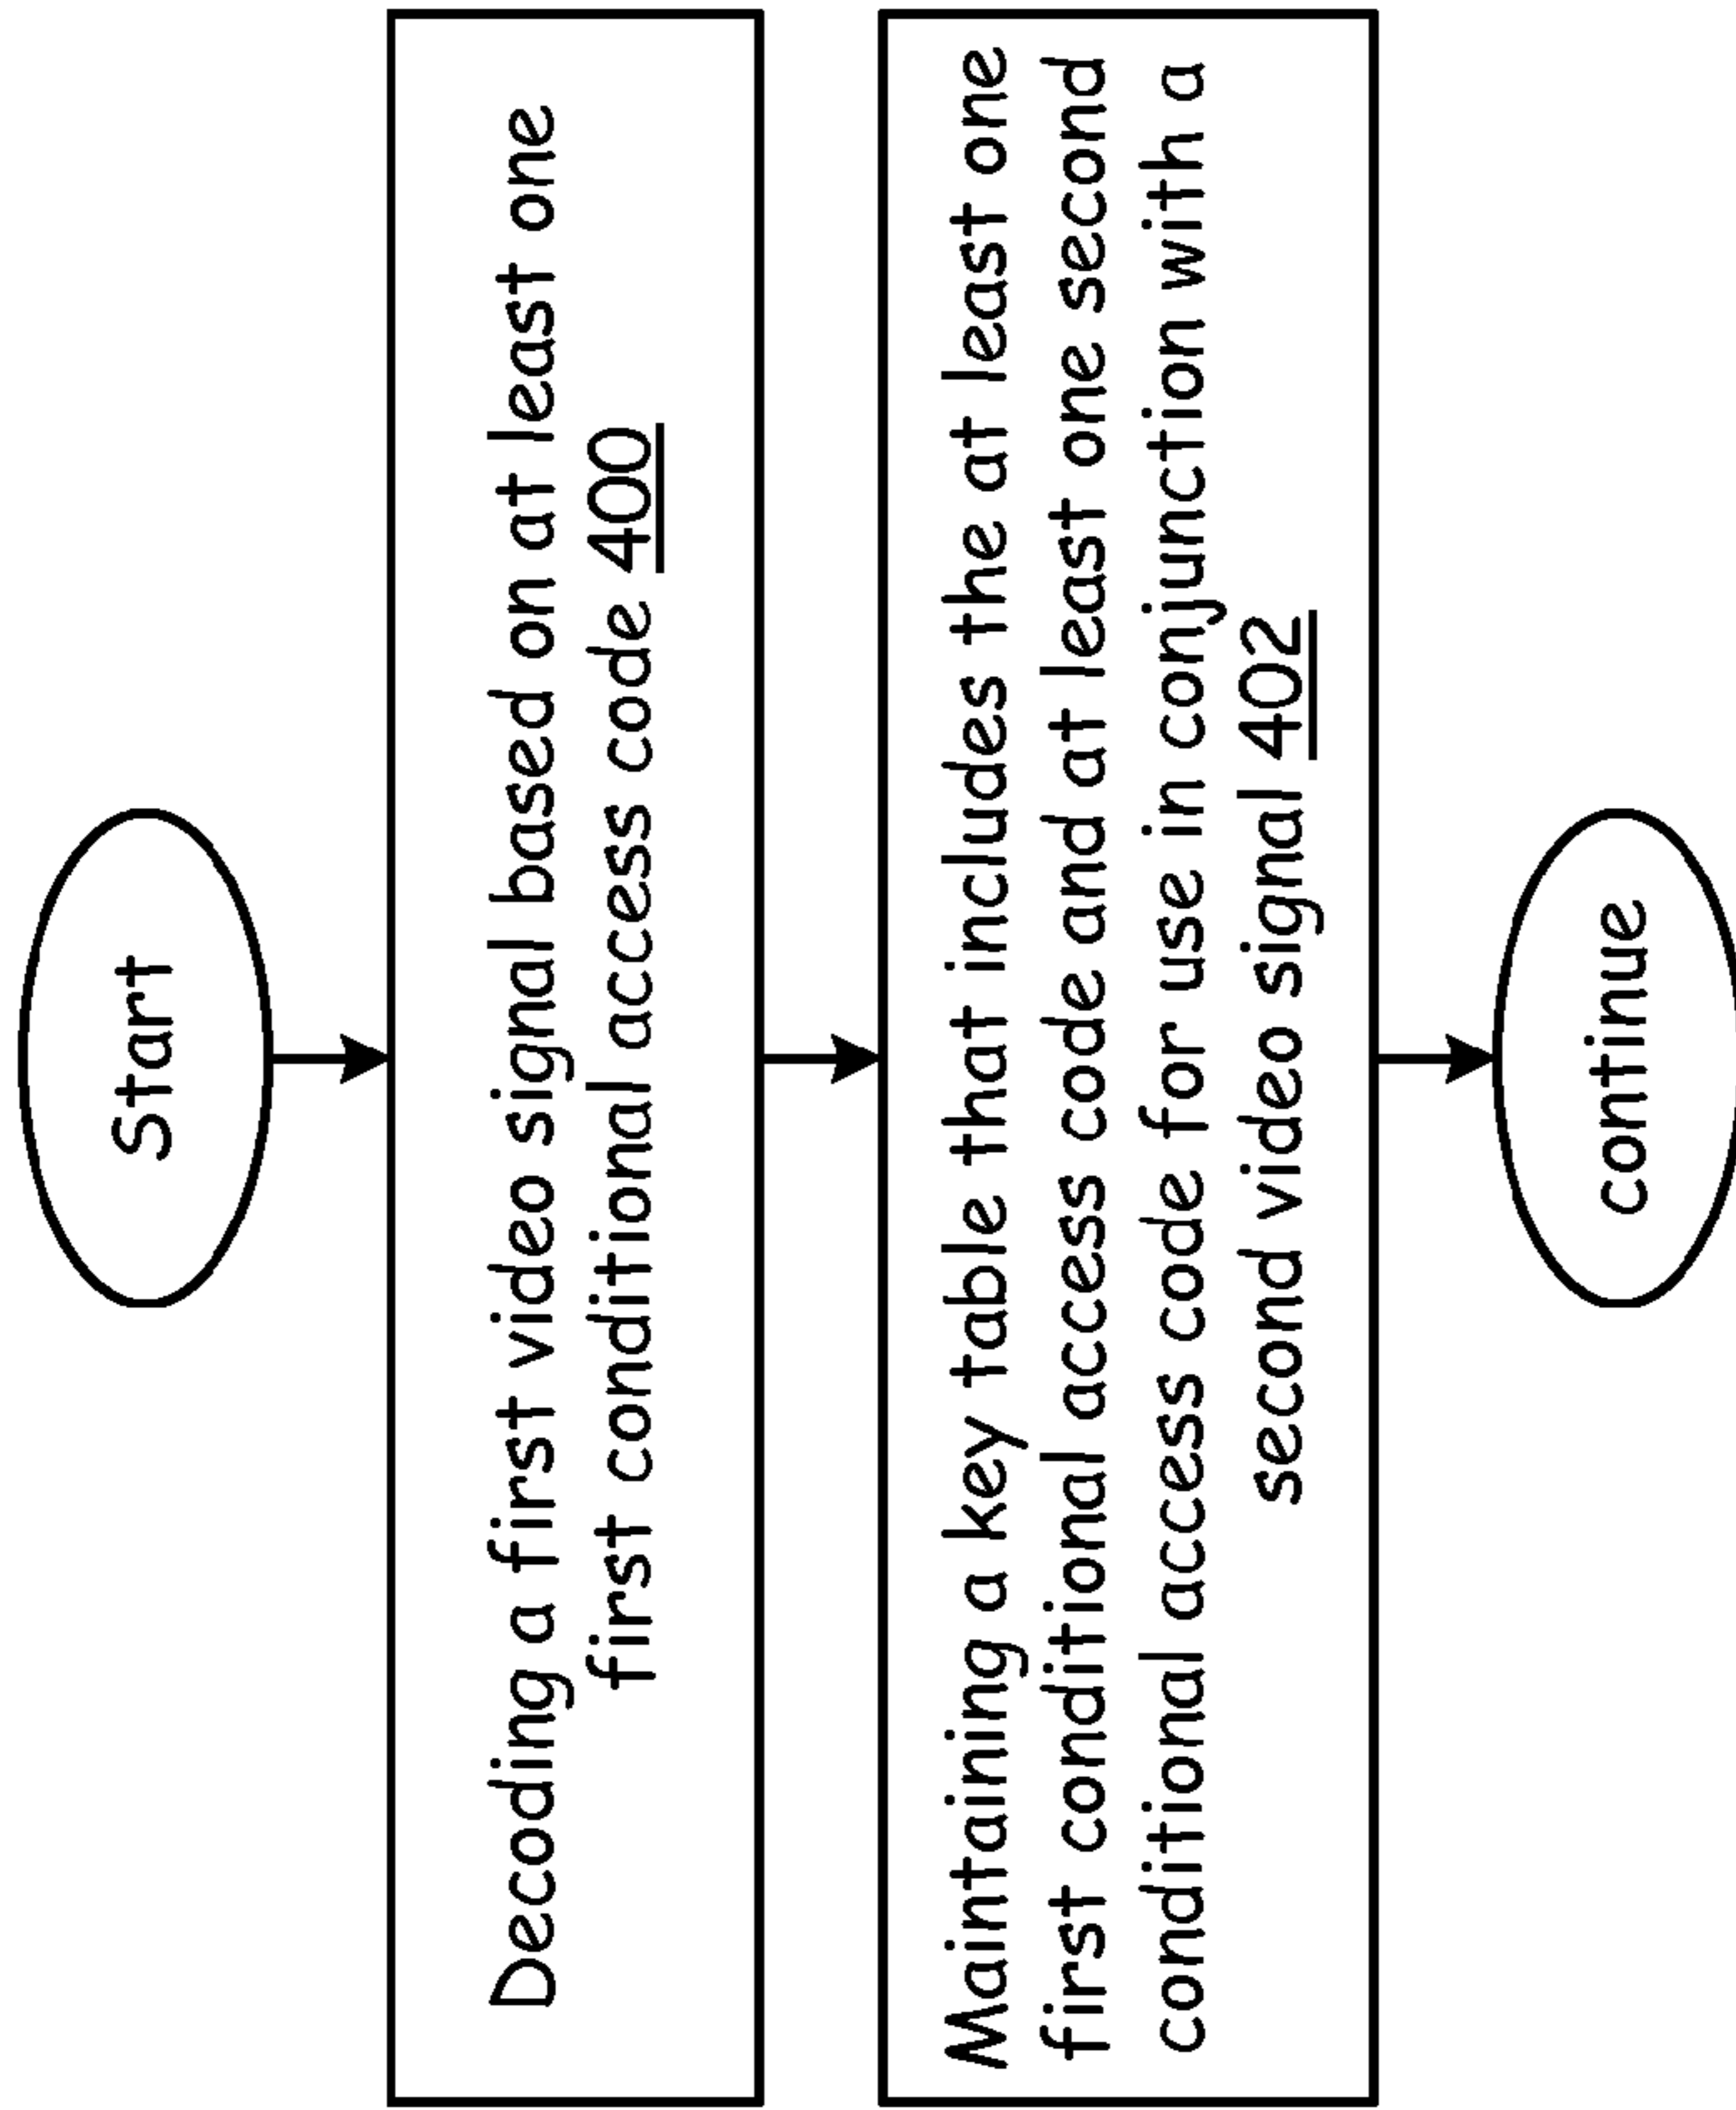 Start
Decoding a first video signal based on at least one
first conditional access code 400
Maintaining a key table that includes the at least one
first conditional access code and at least one second
conditional access code for use in conjunction with a
second video signal 402
continue